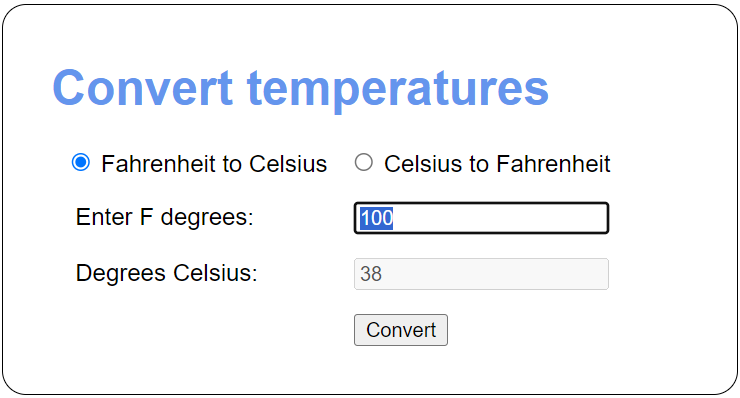 Convert temperatures
Fahrenheit to Celsius Celsius to Fahrenheit
Enter F degrees: 100
Degrees Celsius: 38
Convert